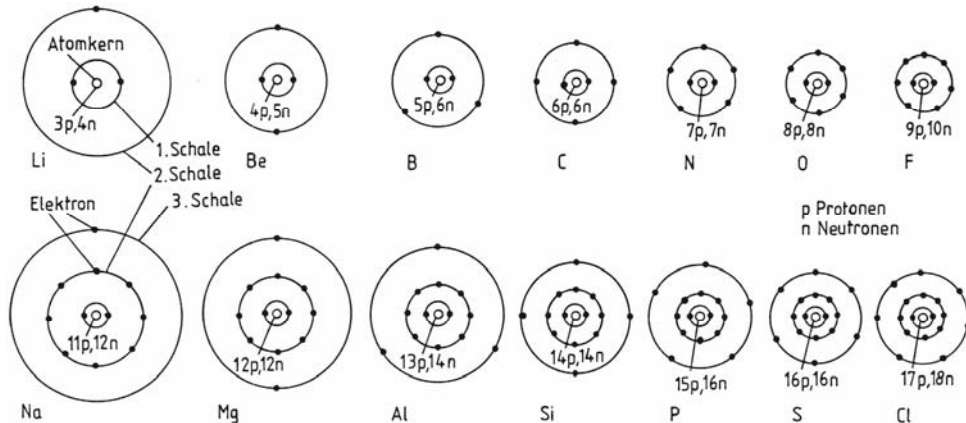 Atomkern
3p,4n
4p,5n
5p,6n
6p,6n
7p,7n
8p,8n
9p,10n
Li
1.Schale
Be
B
C
N
O
F
2.Schale
Elektron
3.Schale
p Protonen
n Neutronen
11p,12n
12p,12n
13p,14n
14p,14n
15p,16n
16p,16n
17p,18n
Na
Mg
Al
Si
P
S
Cl